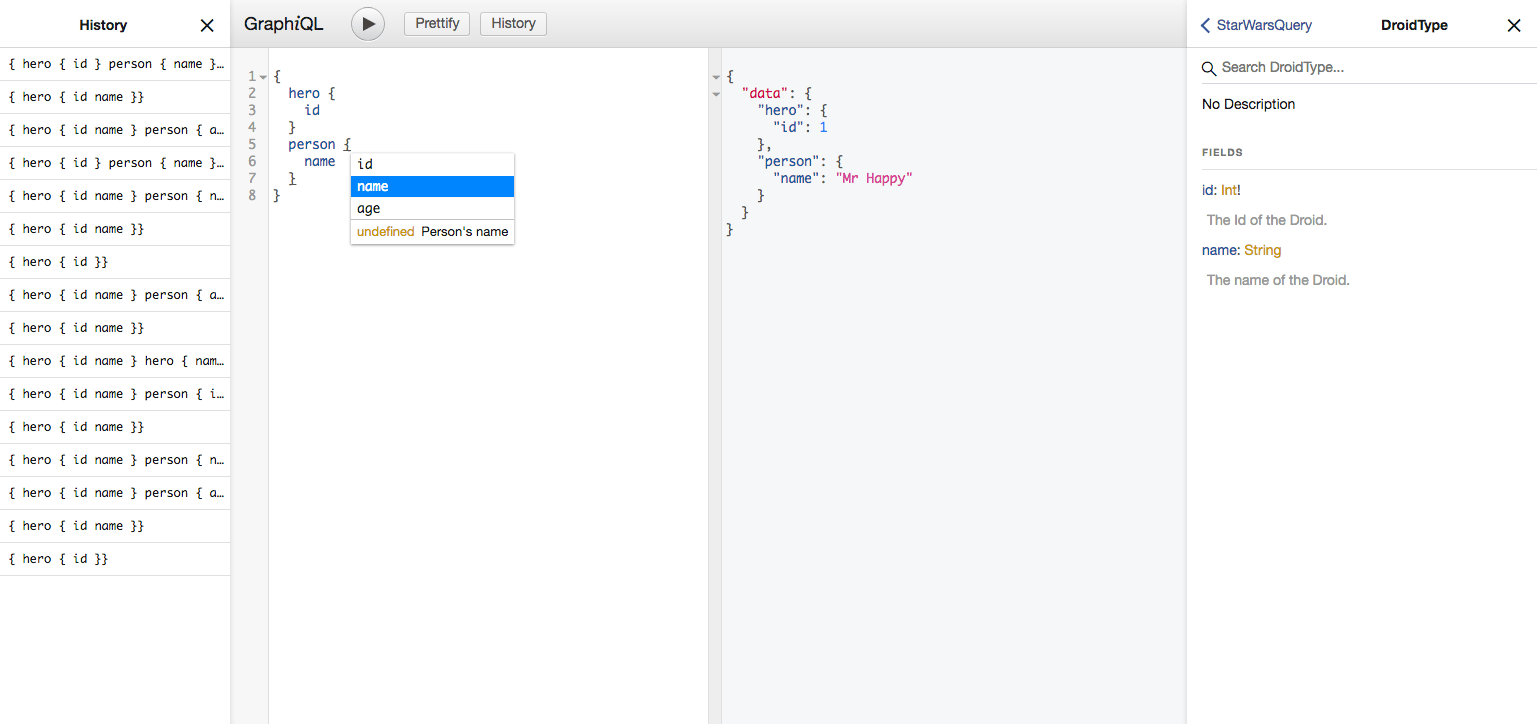 History
{ hero { id } person { name }…
{ hero { id name }}
{ hero { id name } person { a…
{ hero { id } person { name }…
{ hero { id name } person { n…
{ hero { id name }}
{ hero { id }}
{ hero { id name } person { a…
{ hero { id name }}
{ hero { id name } hero { nam…
{ hero { id name } person { i…
{ hero { id name }}
{ hero { id name } person { n…
{ hero { id name } person { a…
{ hero { id name }}
{ hero { id }}
GraphiQL
Prettify
History
1 {
2 hero {
3 id
4 }
5 person {
6 name
7 }
8 }
id
name
age
undefined Person's name
{
"data": {
"hero": {
"id": 1
},
"person": {
"name": "Mr Happy"
}
}
}
StarWarsQuery
DroidType
Search DroidType...
No Description
FIELDS
id: Int!
The Id of the Droid.
name: String
The name of the Droid.